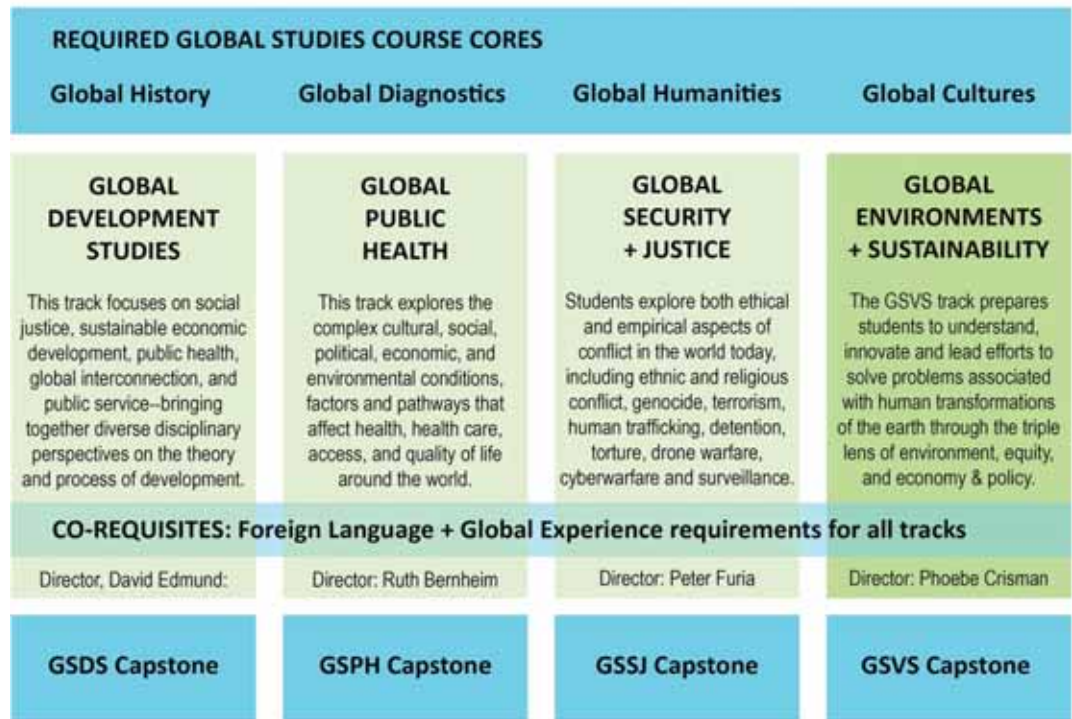 REQUIRED GLOBAL STUDIES COURSE CORES
Global History
Global Diagnostics
Global Humanities
Global Cultures
GLOBAL
DEVELOPMENT
STUDIES
This track focuses on social
justice, sustainable economic
development, public health,
global interconnection, and
public service--bringing
together diverse disciplinary
perspectives on the theory
and process of development.
GLOBAL
PUBLIC
HEALTH
This track explores the
complex cultural, social,
political, economic, and
environmental conditions,
factors and pathways that
affect health, health care,
access, and quality of life
around the world.
GLOBAL
SECURITY
+ JUSTICE
Students explore both ethical
and empirical aspects of
conflict in the world today,
including ethnic and religious
conflict, genocide, terrorism,
human trafficking, detention,
torture, drone warfare,
cyberwarfare and surveillance.
GLOBAL
ENVIRONMENTS
+ SUSTAINABILITY
The GSVS track prepares
students to understand,
innovate and lead efforts to
solve problems associated
with human transformations
of the earth through the triple
lens of environment, equity,
and economy & policy.
CO-REQUISITES: Foreign Language + Global Experience requirements for all tracks
Director, David Edmund:
Director: Ruth Bernheim
Director: Peter Furia
Director: Phoebe Crisman
GSDS Capstone
GSPH Capstone
GSSJ Capstone
GSVS Capstone